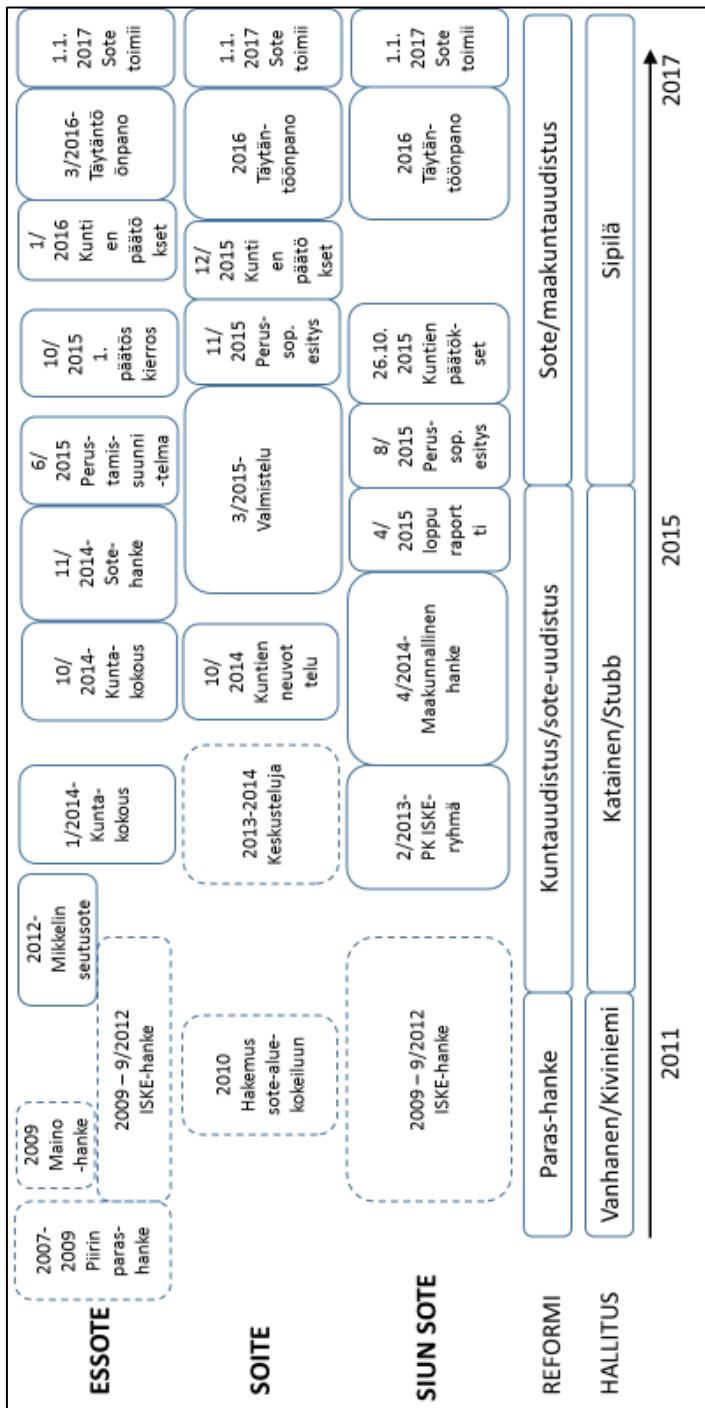 ESSOTE
2007-
2009
Piirin
paras-
hanke
2009
Maino
-hanke
2009 – 9/2012
ISKE-hanke
2012-
Mikkelin
seutusote
1/2014-
Kunta-
kokous
10/
2014-
Kunta-
kokous
11/
2014-
Sote-
hanke
6/
2015
Perus-
tamis-
suunni
-telma
10/
2015
1.
päätös
kierros
1/
2016
Kunti
en
päätö
kset
3/2016-
Täytäntö
önpano
1.1.
2017
Sote
toimii
SOITE
2010
Hakemus
sote-alue-
kokeiluun
2013-2014
Keskusteluja
10/
2014
Kuntien
neuvot
telu
3/2015-
Valmistelu
11/
2015
Perus-
sop.
esitys
12/
2015
Kunti
en
päätö
kset
2016
Täytän-
töönpano
1.1.
2017
Sote
toimii
SIUN SOTE
2009 – 9/2012
ISKE-hanke
2/2013-
PK ISKE-
ryhmä
4/2014-
Maakunnallinen
hanke
4/
2015
loppu
raport
ti
8/
2015
Perus-
sop.
esitys
26.10.
2015
Kuntien
päätök-
set
2016
Täytän-
töönpano
1.1.
2017
Sote
toimii
REFORMI
Paras-hanke
Kuntauudistus/sote-uudistus
Sote/maakuntauudistus
HALLITUS
Vanhanen/Kiviniemi
Katainen/Stubb
Sipilä
2011
2015
2017